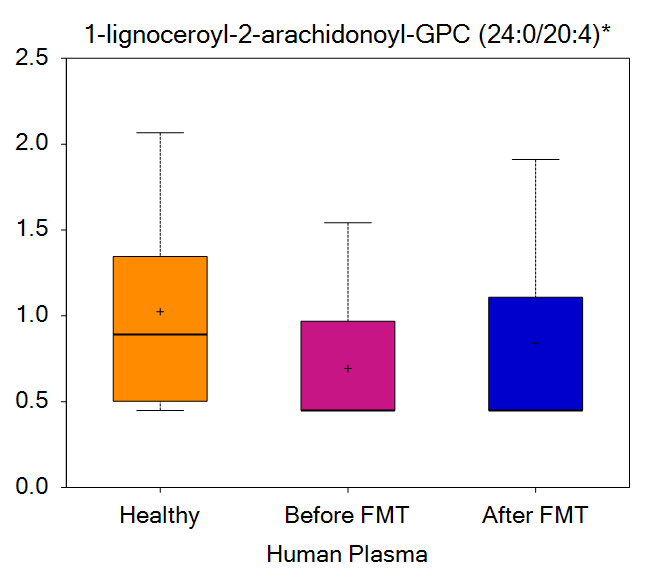 1-lignoceroyl-2-arachidonoyl-GPC (24:0/20:4)*
2.5
2.0
1.5
1.0
0.5
0.0
Healthy Before FMT After FMT
Human Plasma